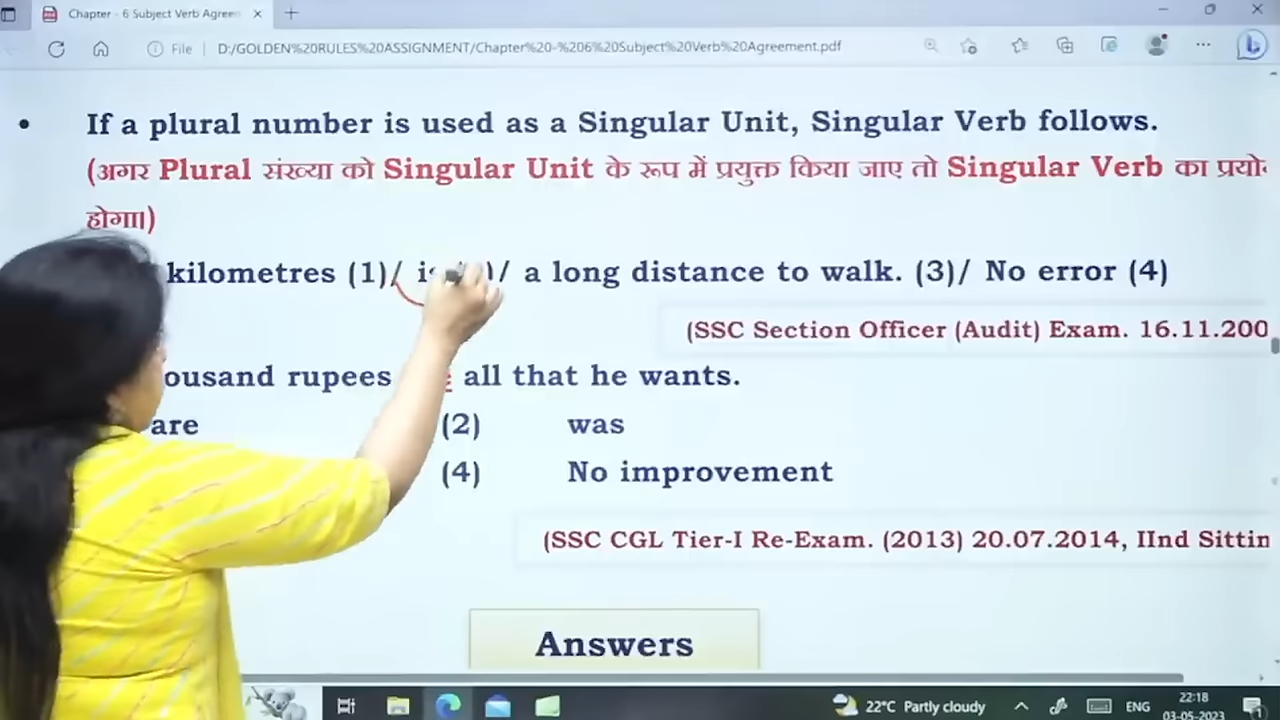 Chapter - 6 Subject Verb Agreem
File D:/GOLDEN%20RULES%20ASSIGNMENT/Chapter%20-%206%20Subject%20Verb%20Agreement.pdf
• If a plural number is used as a Singular Unit, Singular Verb follows.
(अगर Plural संख्या को Singular Unit के रूप में प्रयुक्त किया जाए तो Singular Verb का प्रयो
होगा।)
kilometres (1)/ )/ a long distance to walk. (3)/ No error (4)
(SSC Section Officer (Audit) Exam. 16.11.200
ousand rupees all that he wants.
are (2) was
(4) No improvement
(SSC CGL Tier-I Re-Exam. (2013) 20.07.2014, IInd Sittin
Answers
22°C Partly cloudy ENG 22:18
03-05-2023